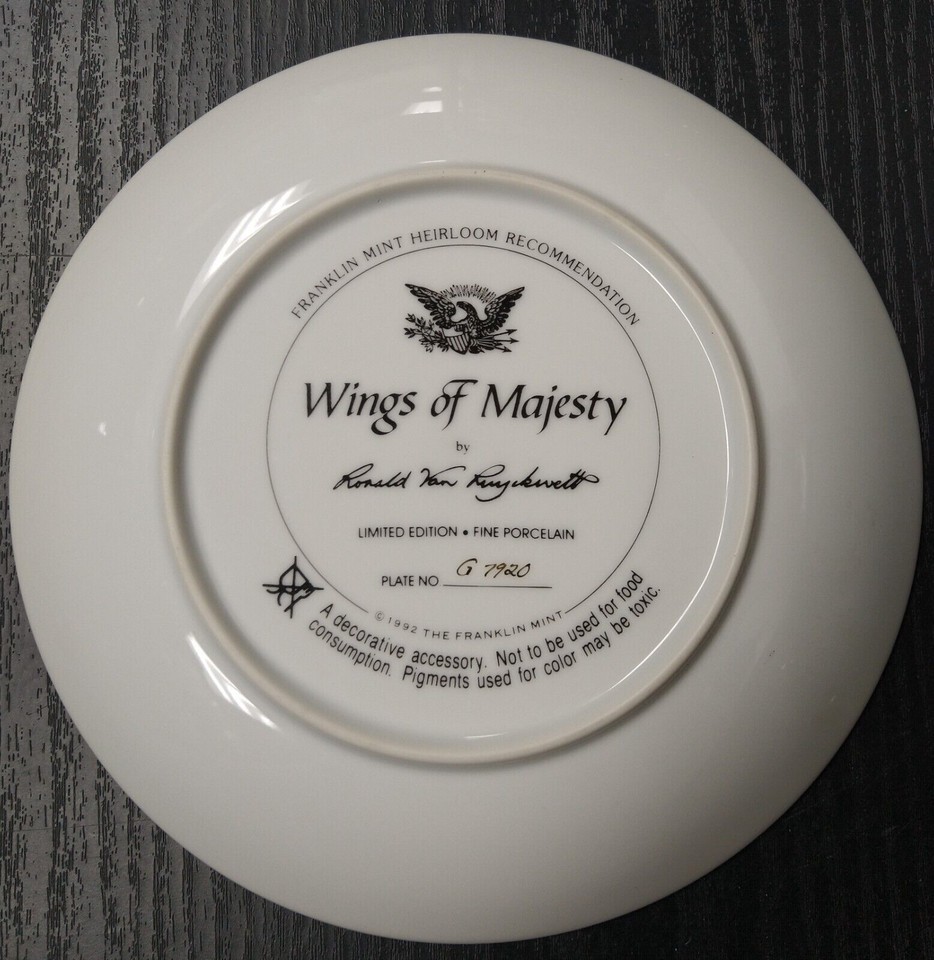 FRANKLIN MINT HEIRLOOM RECOMMENDATION
Wings of Majesty
by
Ronald Van Ruyckevelt
LIMITED EDITION • FINE PORCELAIN
PLATE NO G 7920
© 1992 THE FRANKLIN MINT
A decorative accessory. Not to be used for food
consumption. Pigments used for color may be toxic.